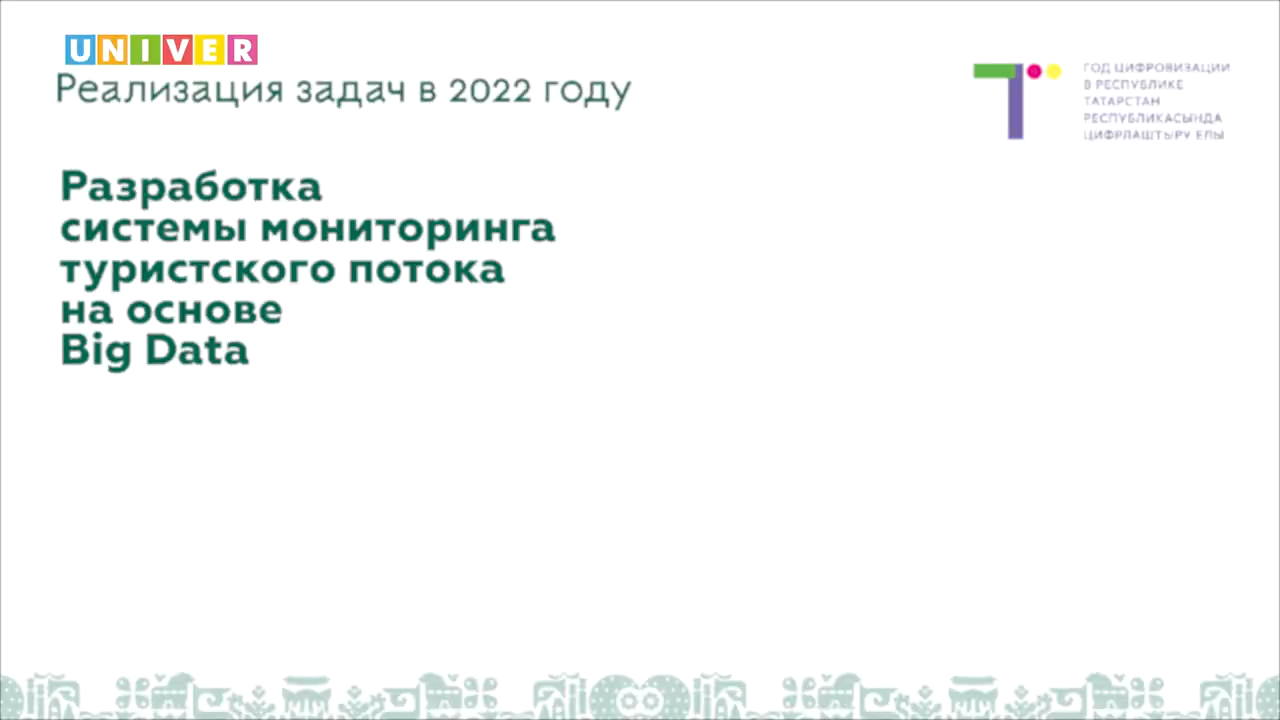 UNIVER
Реализация задач в 2022 году
ГОД ЦИФРОВИЗАЦИИ
В РЕСПУБЛИКЕ
ТАТАРСТАН
РЕСПУБЛИКАСЫНДА
ЦИФРЛАШТЫРУ ЕЛЫ
Разработка
системы мониторинга
туристского потока
на основе
Big Data